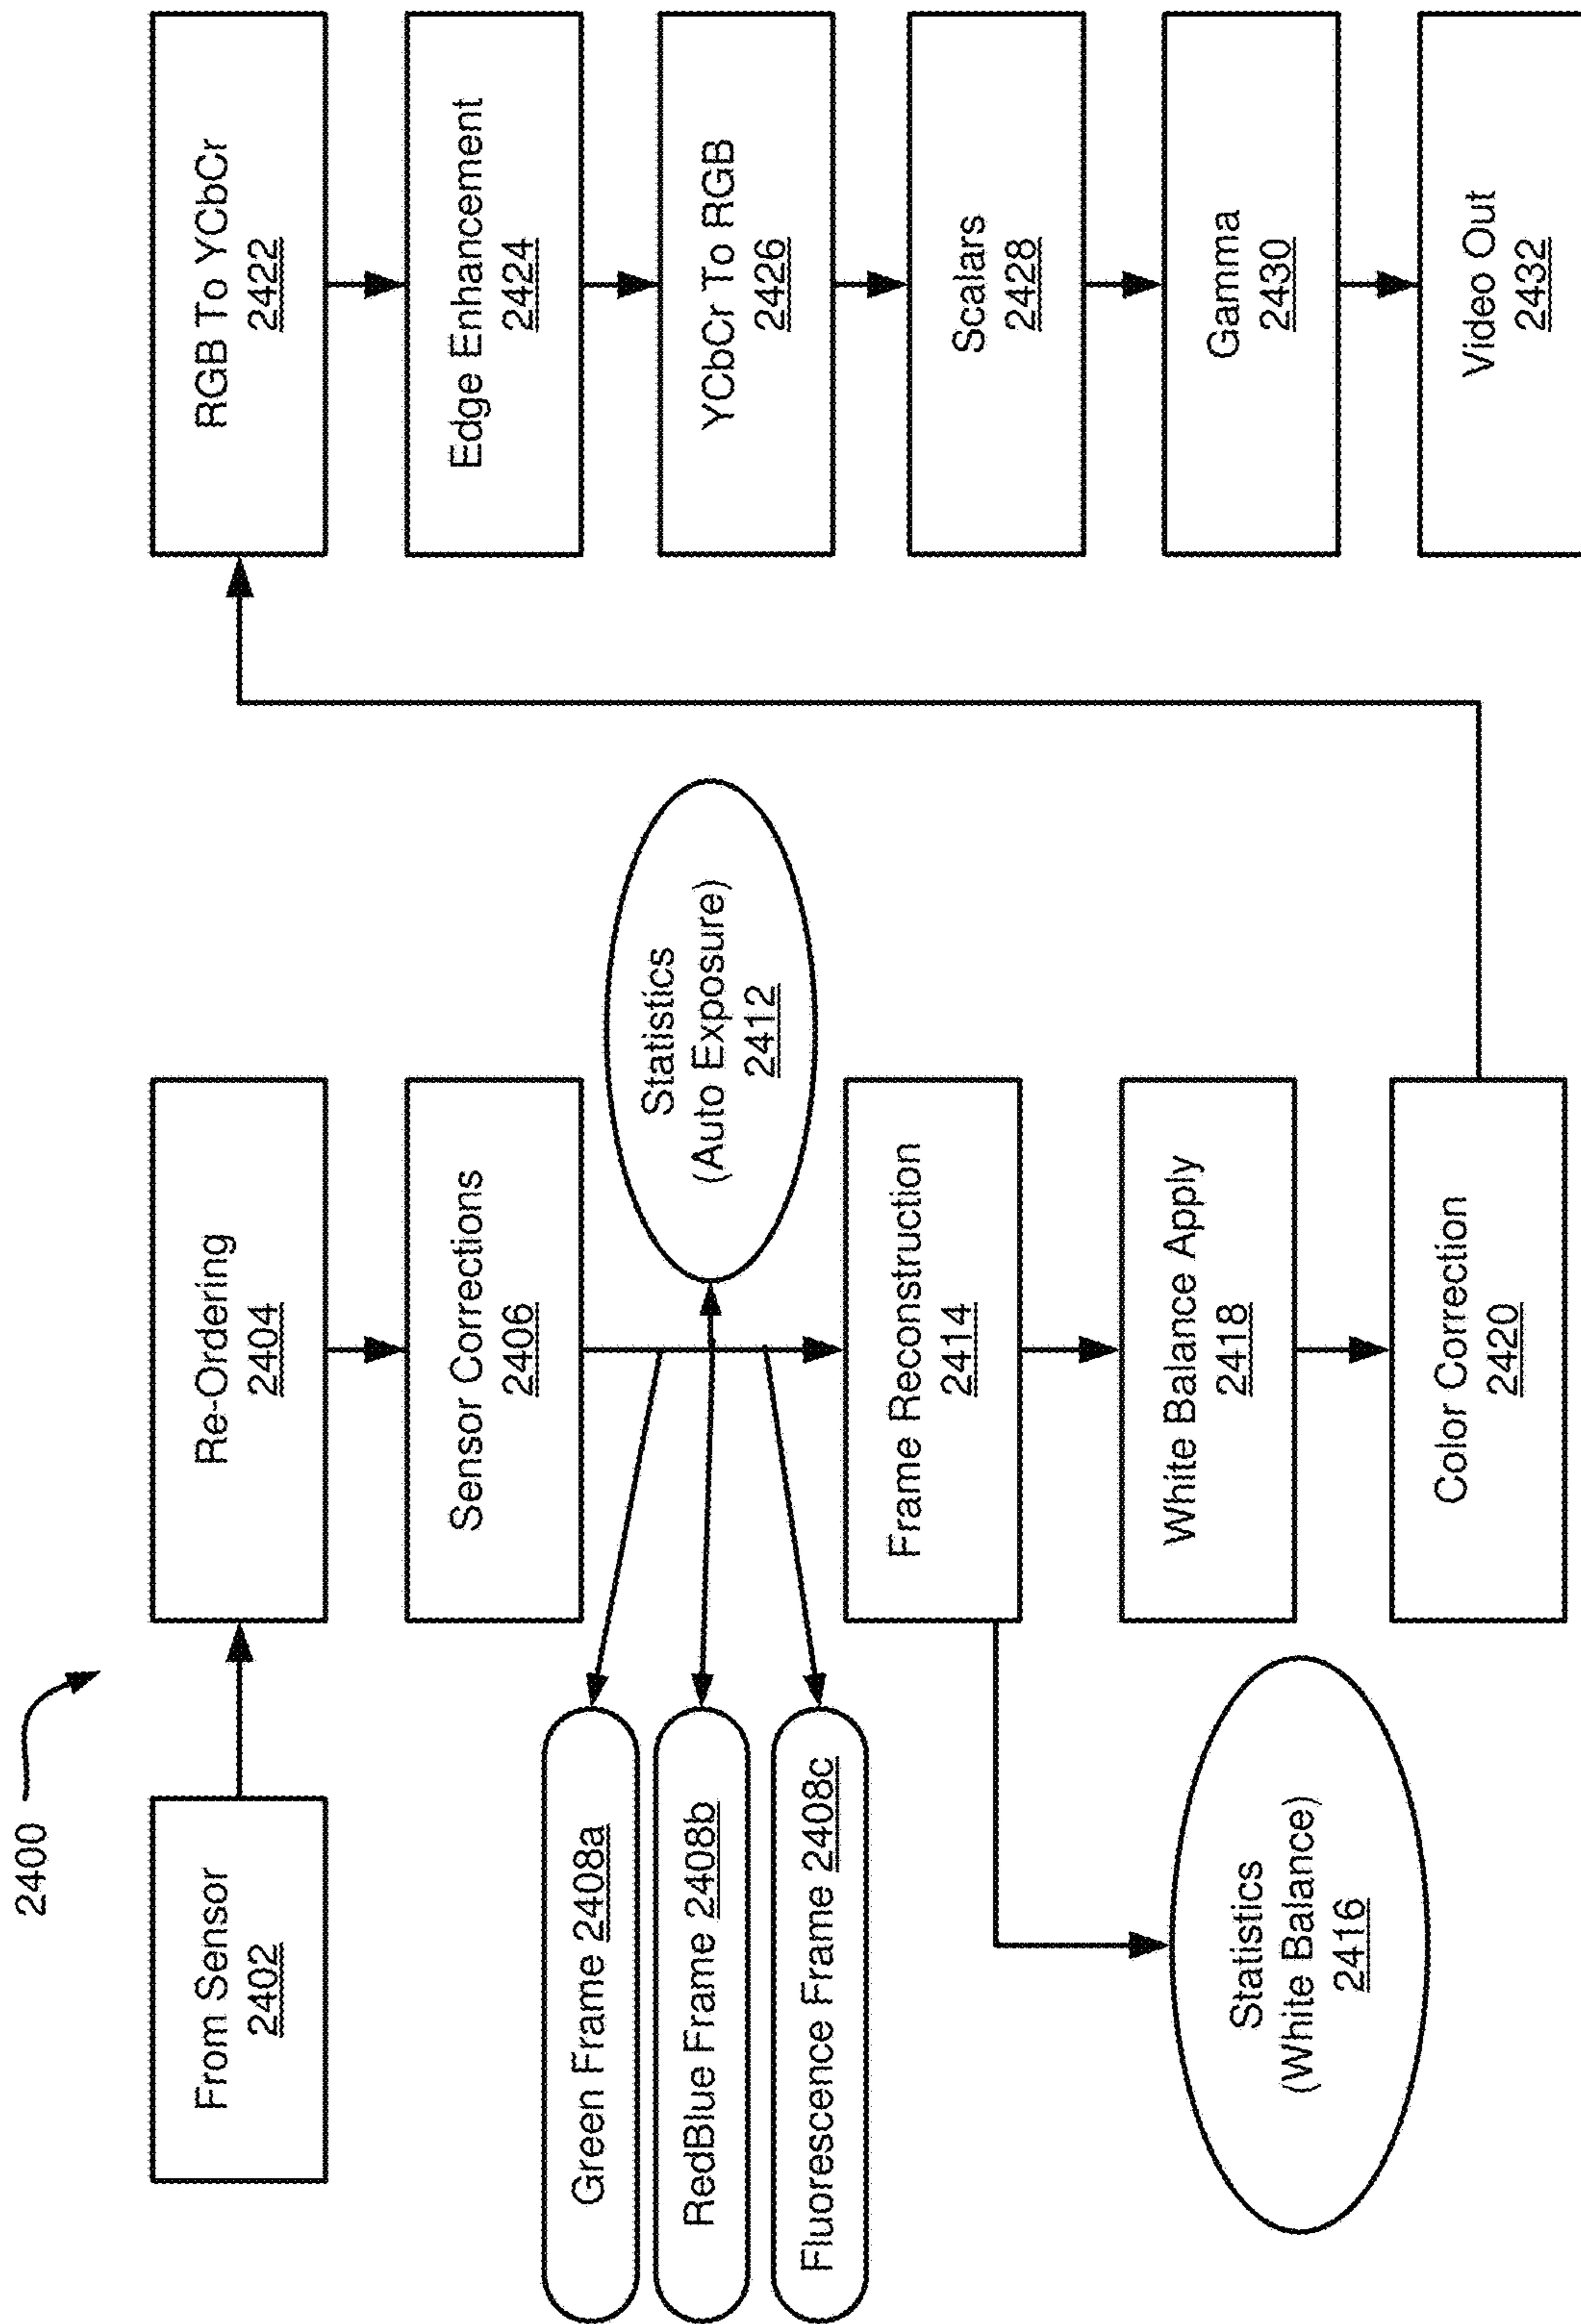 2400
From Sensor
2402
Re-Ordering
2404
Sensor Corrections
2406
Green Frame 2408a
RedBlue Frame 2408b
Fluorescence Frame 2408c
Statistics
(Auto Exposure)
2412
Frame Reconstruction
2414
Statistics
(White Balance)
2416
White Balance Apply
2418
Color Correction
2420
RGB To YCbCr
2422
Edge Enhancement
2424
YCbCr To RGB
2426
Scalars
2428
Gamma
2430
Video Out
2432